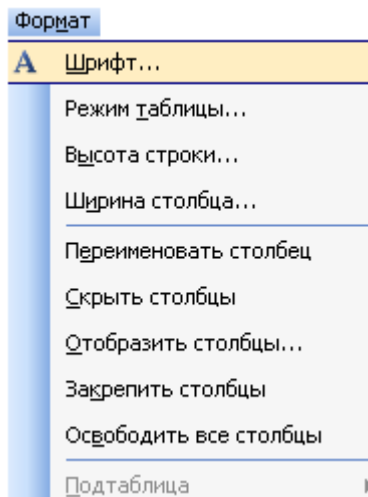 Формат
Шрифт...
Режим таблицы...
Высота строки...
Ширина столбца...
Переименовать столбец
Скрыть столбцы
Отобразить столбцы...
Закрепить столбцы
Освободить все столбцы
Подтаблица